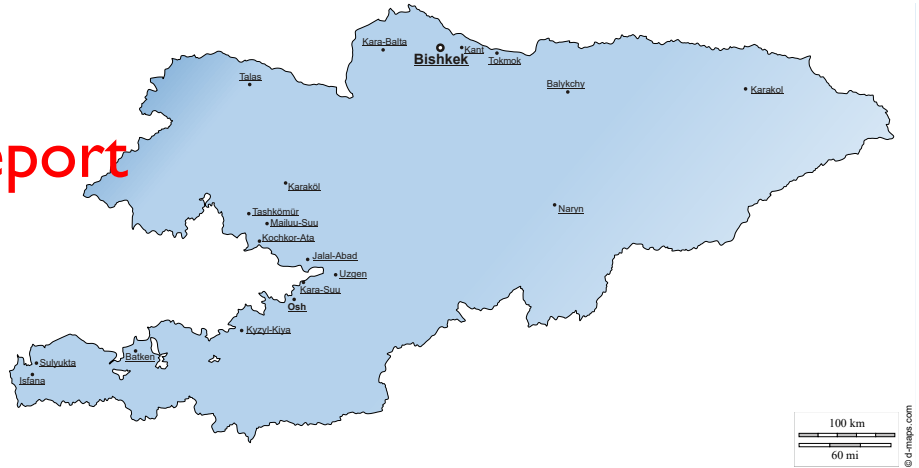 Kara-Balta
Bishkek
Kant
Tokmok
Talas
Balykchy
Karakol
eport
Karaköl
Tashkömür
Mailuu-Suu
Kochkor-Ata
Naryn
Jalal-Abad
Uzgen
Kara-Suu
Osh
Kyzyl-Kiya
Batken
Sulyukta
Isfana
100 km
60 mi
© d-maps.com